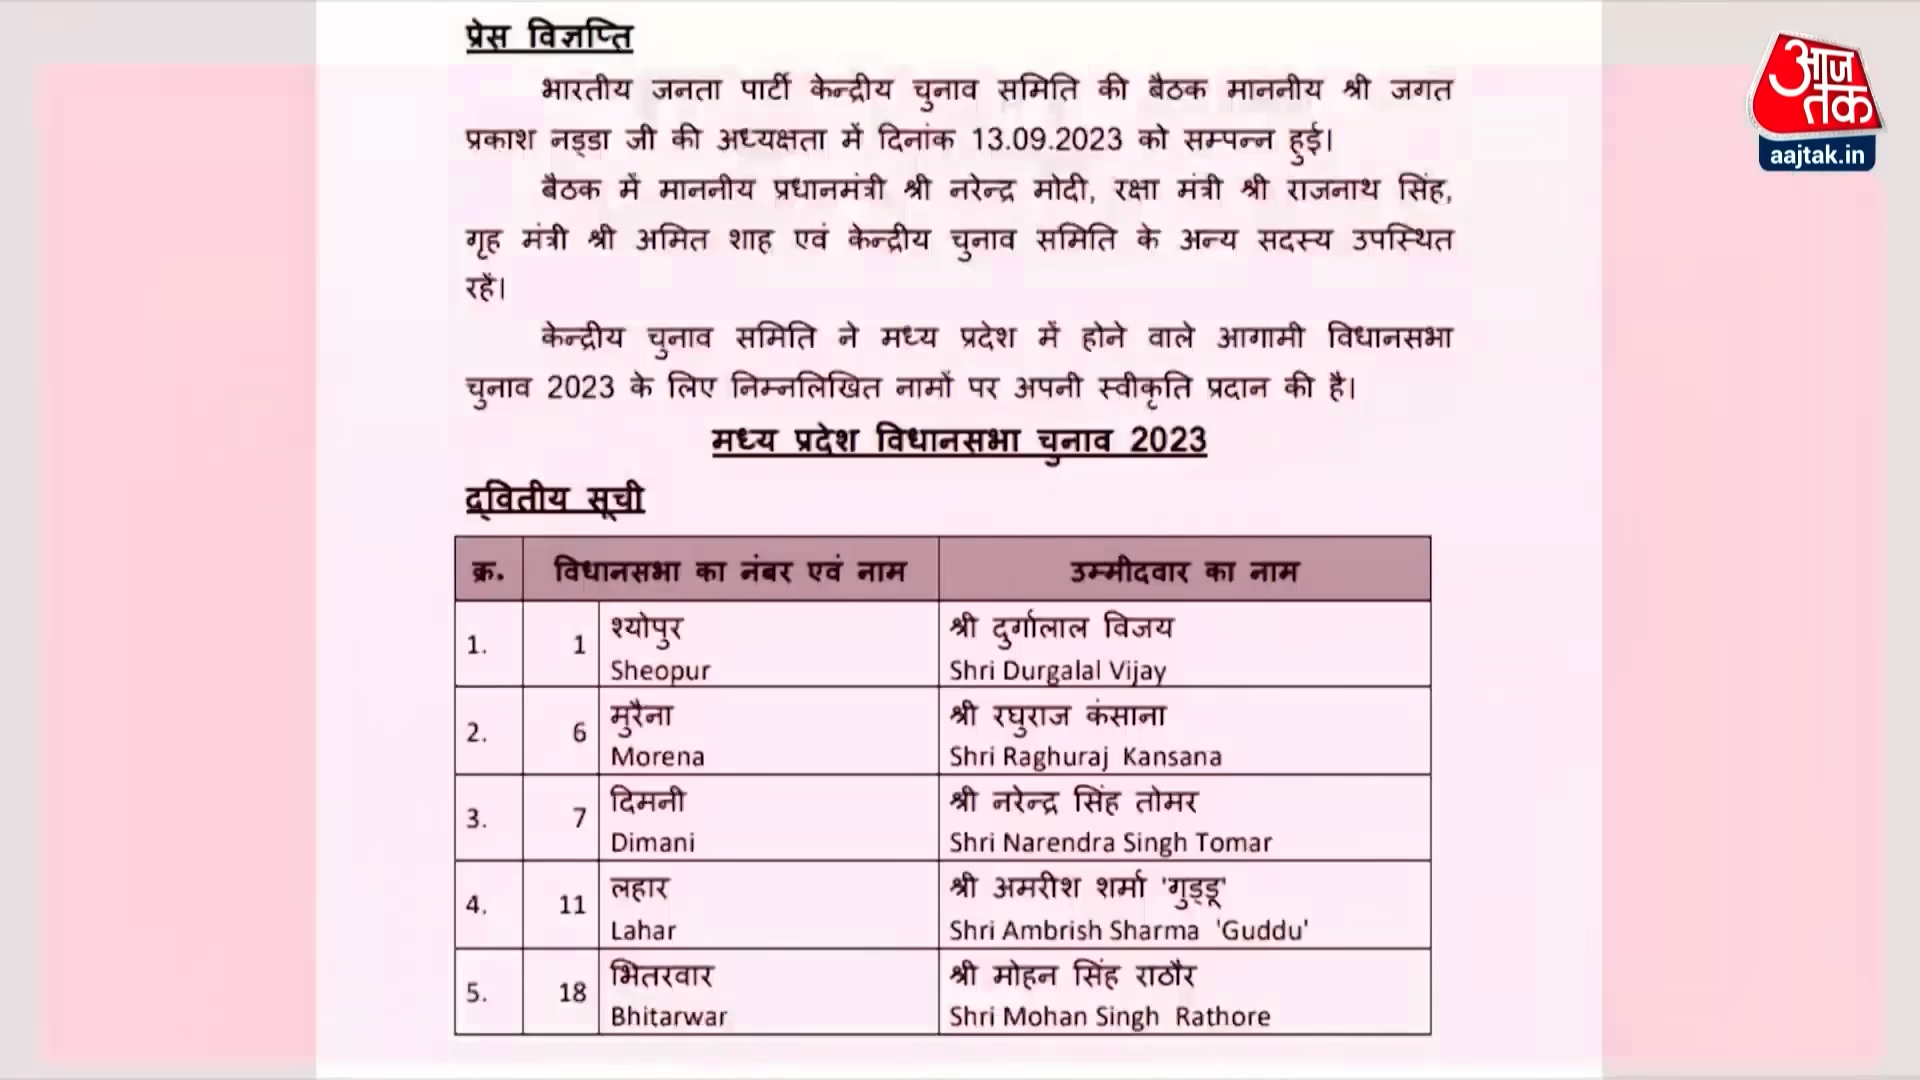 प्रेस विज्ञप्ति
भारतीय जनता पार्टी केन्द्रीय चुनाव समिति की बैठक माननीय श्री जगत
प्रकाश नड्डा जी की अध्यक्षता में दिनांक 13.09.2023 को सम्पन्न हुई।
बैठक में माननीय प्रधानमंत्री श्री नरेन्द्र मोदी, रक्षा मंत्री श्री राजनाथ सिंह,
गृह मंत्री श्री अमित शाह एवं केन्द्रीय चुनाव समिति के अन्य सदस्य उपस्थित
रहें।
केन्द्रीय चुनाव समिति ने मध्य प्रदेश में होने वाले आगामी विधानसभा
चुनाव 2023 के लिए निम्नलिखित नामों पर अपनी स्वीकृति प्रदान की है।
मध्य प्रदेश विधानसभा चुनाव 2023
द्वितीय सूची
क्र. विधानसभा का नंबर एवं नाम उम्मीदवार का नाम
1. 1 श्योपुर श्री दुर्गालाल विजय
Sheopur Shri Durgalal Vijay
2. 6 मुरैना श्री रघुराज कंसाना
Morena Shri Raghuraj Kansana
3. 7 दिमनी श्री नरेन्द्र सिंह तोमर
Dimani Shri Narendra Singh Tomar
4. 11 लहार श्री अमरीश शर्मा 'गुड्डू'
Lahar Shri Ambrish Sharma 'Guddu'
5. 18 भितरवार श्री मोहन सिंह राठौर
Bhitarwar Shri Mohan Singh Rathore
आज
तक
aajtak.in